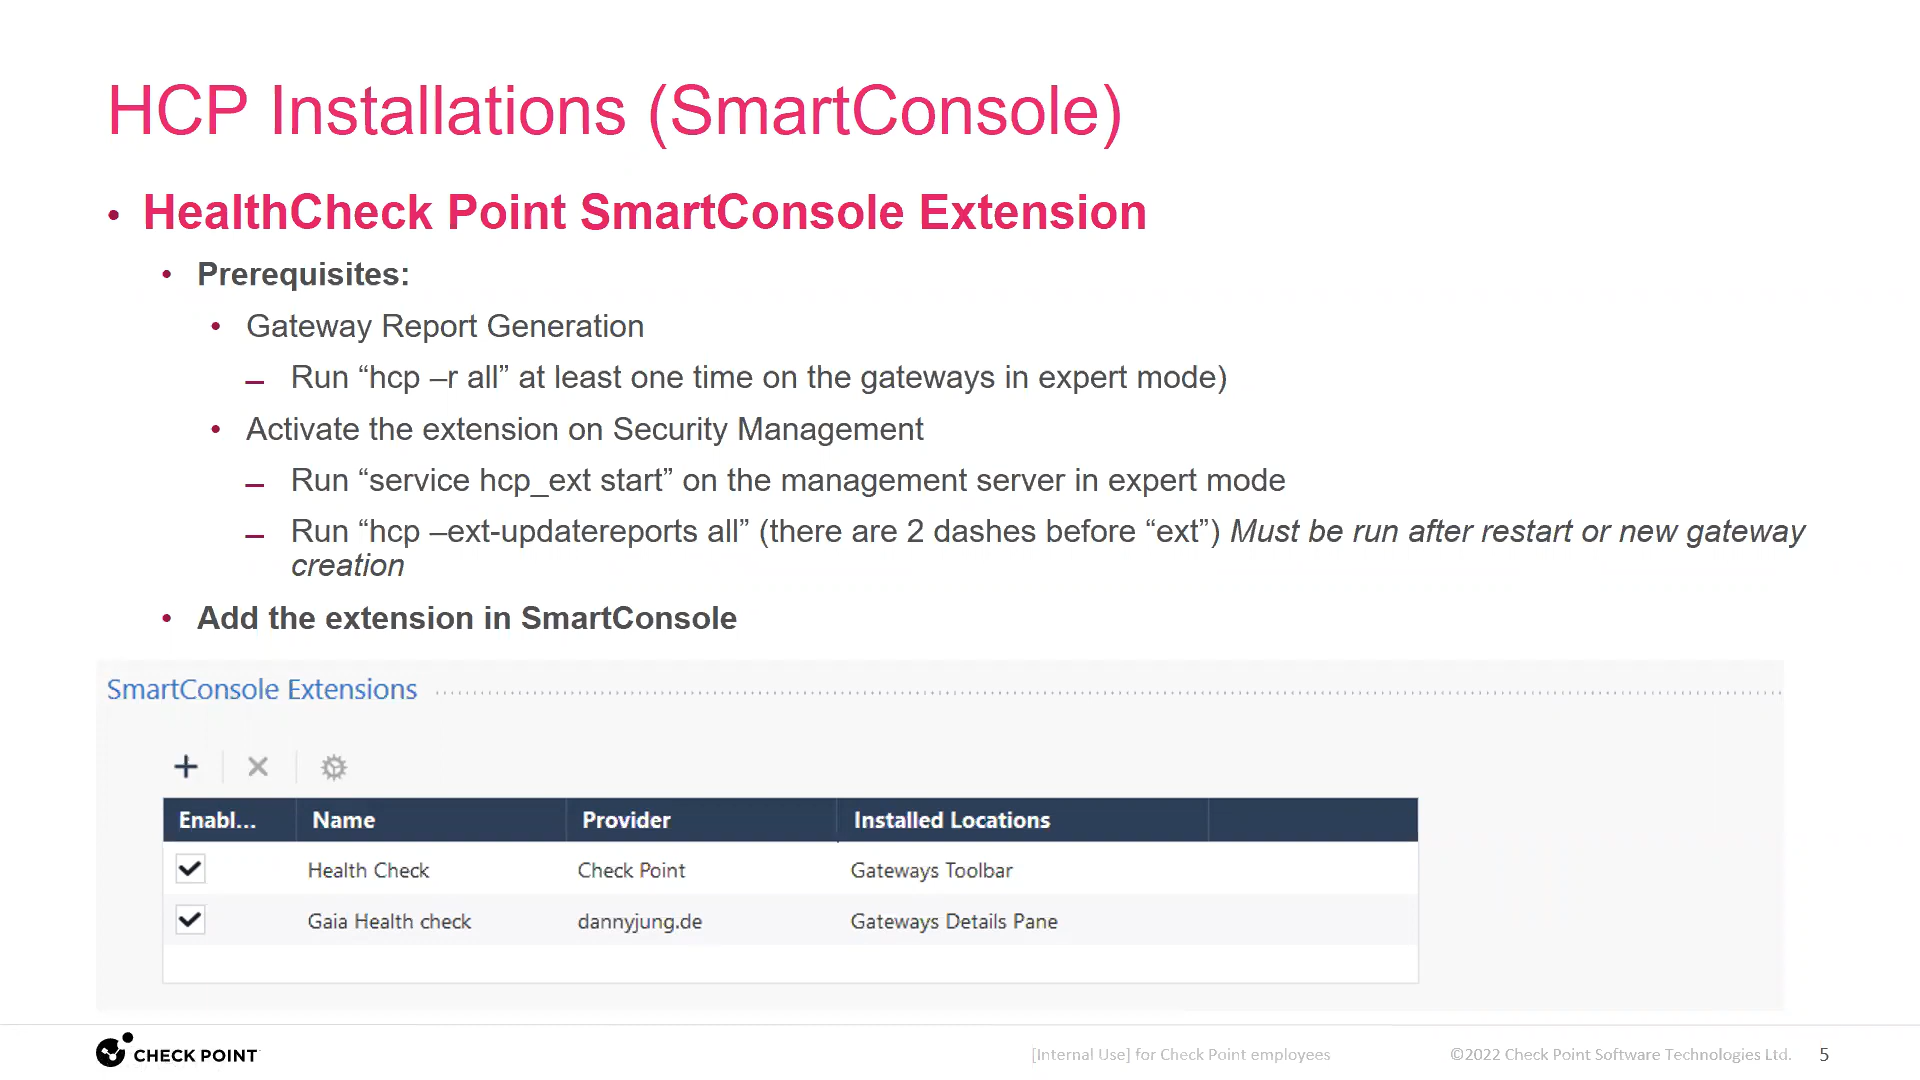 HCP Installations (SmartConsole)
• HealthCheck Point SmartConsole Extension
• Prerequisites:
• Gateway Report Generation
– Run “hcp –r all” at least one time on the gateways in expert mode)
• Activate the extension on Security Management
– Run “service hcp_ext start” on the management server in expert mode
– Run “hcp –ext-updatereports all” (there are 2 dashes before “ext”) Must be run after restart or new gateway
creation
• Add the extension in SmartConsole
SmartConsole Extensions
Enabl... Name Provider Installed Locations
Health Check Check Point Gateways Toolbar
Gaia Health check dannyjung.de Gateways Details Pane
CHECK POINT [Internal Use] for Check Point employees ©2022 Check Point Software Technologies Ltd. 5